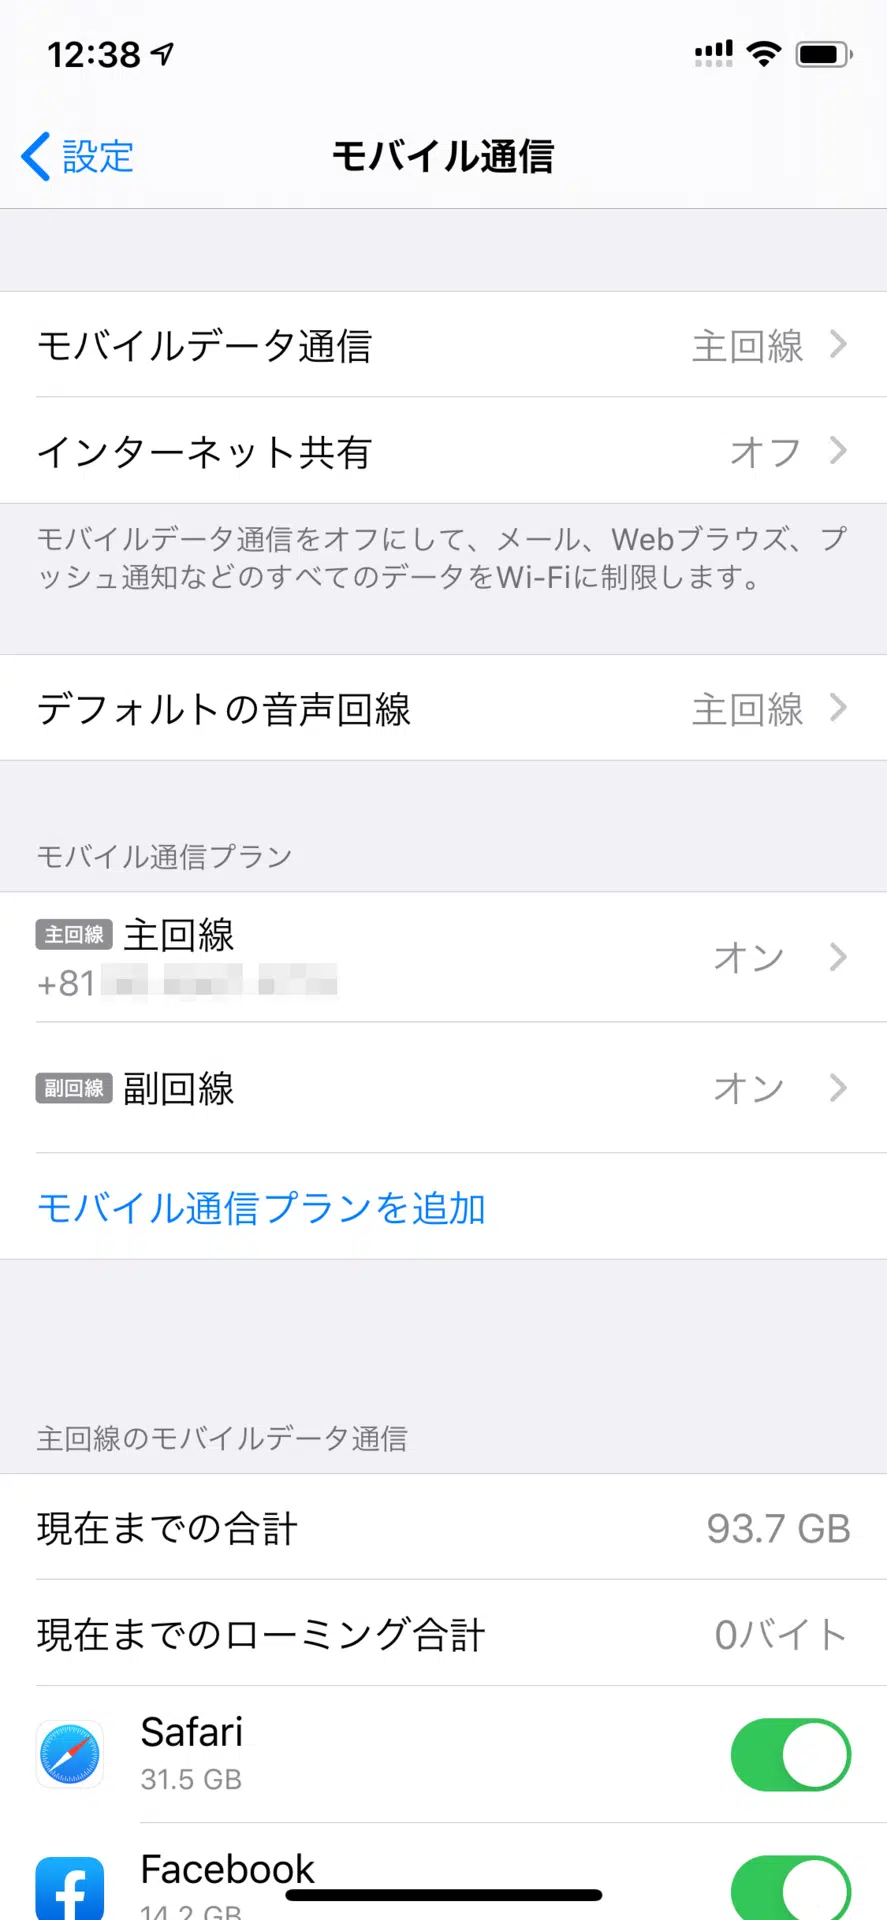 12:38
設定
モバイル通信
モバイルデータ通信 主回線
インターネット共有 オフ
モバイルデータ通信をオフにして、メール、Webブラウズ、プ
ッシュ通知などのすべてのデータをWi-Fiに制限します。
デフォルトの音声回線 主回線
モバイル通信プラン
主回線 主回線 オン
+81
副回線 副回線 オン
モバイル通信プランを追加
主回線のモバイルデータ通信
現在までの合計 93.7 GB
現在までのローミング合計 0バイト
Safari
31.5 GB
Facebook
14.2 GB